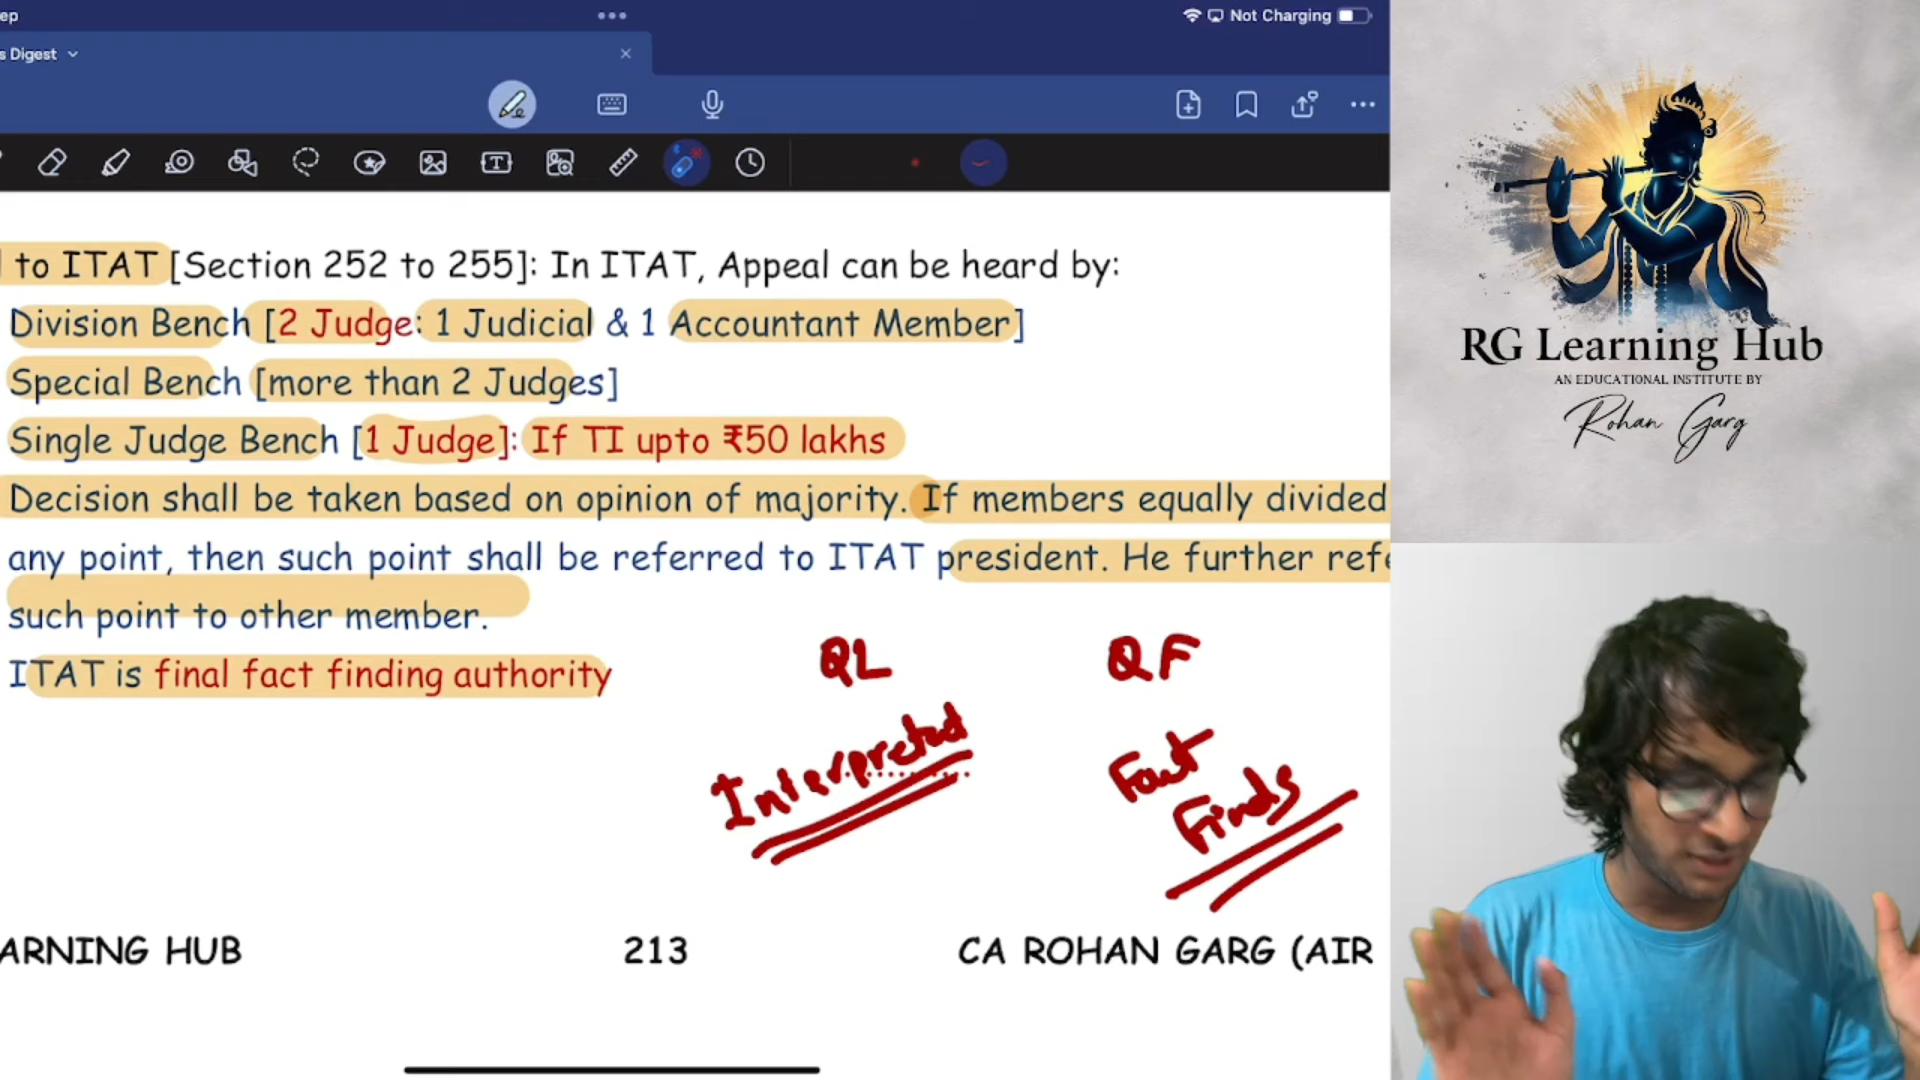 ep
Not Charging
s Digest
to ITAT [Section 252 to 255]: In ITAT, Appeal can be heard by:
Division Bench [2 Judge: 1 Judicial & 1 Accountant Member]
Special Bench [more than 2 Judges]
Single Judge Bench [1 Judge]: If TI upto ₹50 lakhs
Decision shall be taken based on opinion of majority. If members equally divided
any point, then such point shall be referred to ITAT president. He further refe
such point to other member.
ITAT is final fact finding authority
QL
QF
Interpreted
Fact
Finds
ARNING HUB
213
CA ROHAN GARG (AIR
RG Learning Hub
AN EDUCATIONAL INSTITUTE BY
Rohan Garg